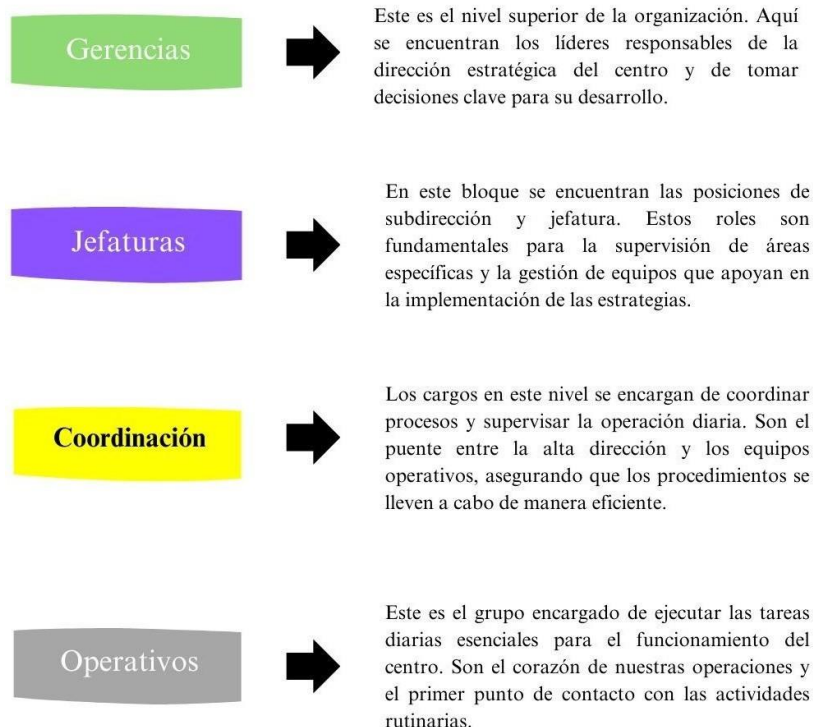 Gerencias
Este es el nivel superior de la organización. Aquí
se encuentran los líderes responsables de la
dirección estratégica del centro y de tomar
decisiones clave para su desarrollo.
Jefaturas
En este bloque se encuentran las posiciones de
subdirección y jefatura. Estos roles son
fundamentales para la supervisión de áreas
específicas y la gestión de equipos que apoyan en
la implementación de las estrategias.
Coordinación
Los cargos en este nivel se encargan de coordinar
procesos y supervisar la operación diaria. Son el
puente entre la alta dirección y los equipos
operativos, asegurando que los procedimientos se
lleven a cabo de manera eficiente.
Operativos
Este es el grupo encargado de ejecutar las tareas
diarias esenciales para el funcionamiento del
centro. Son el corazón de nuestras operaciones y
el primer punto de contacto con las actividades
rutinarias.